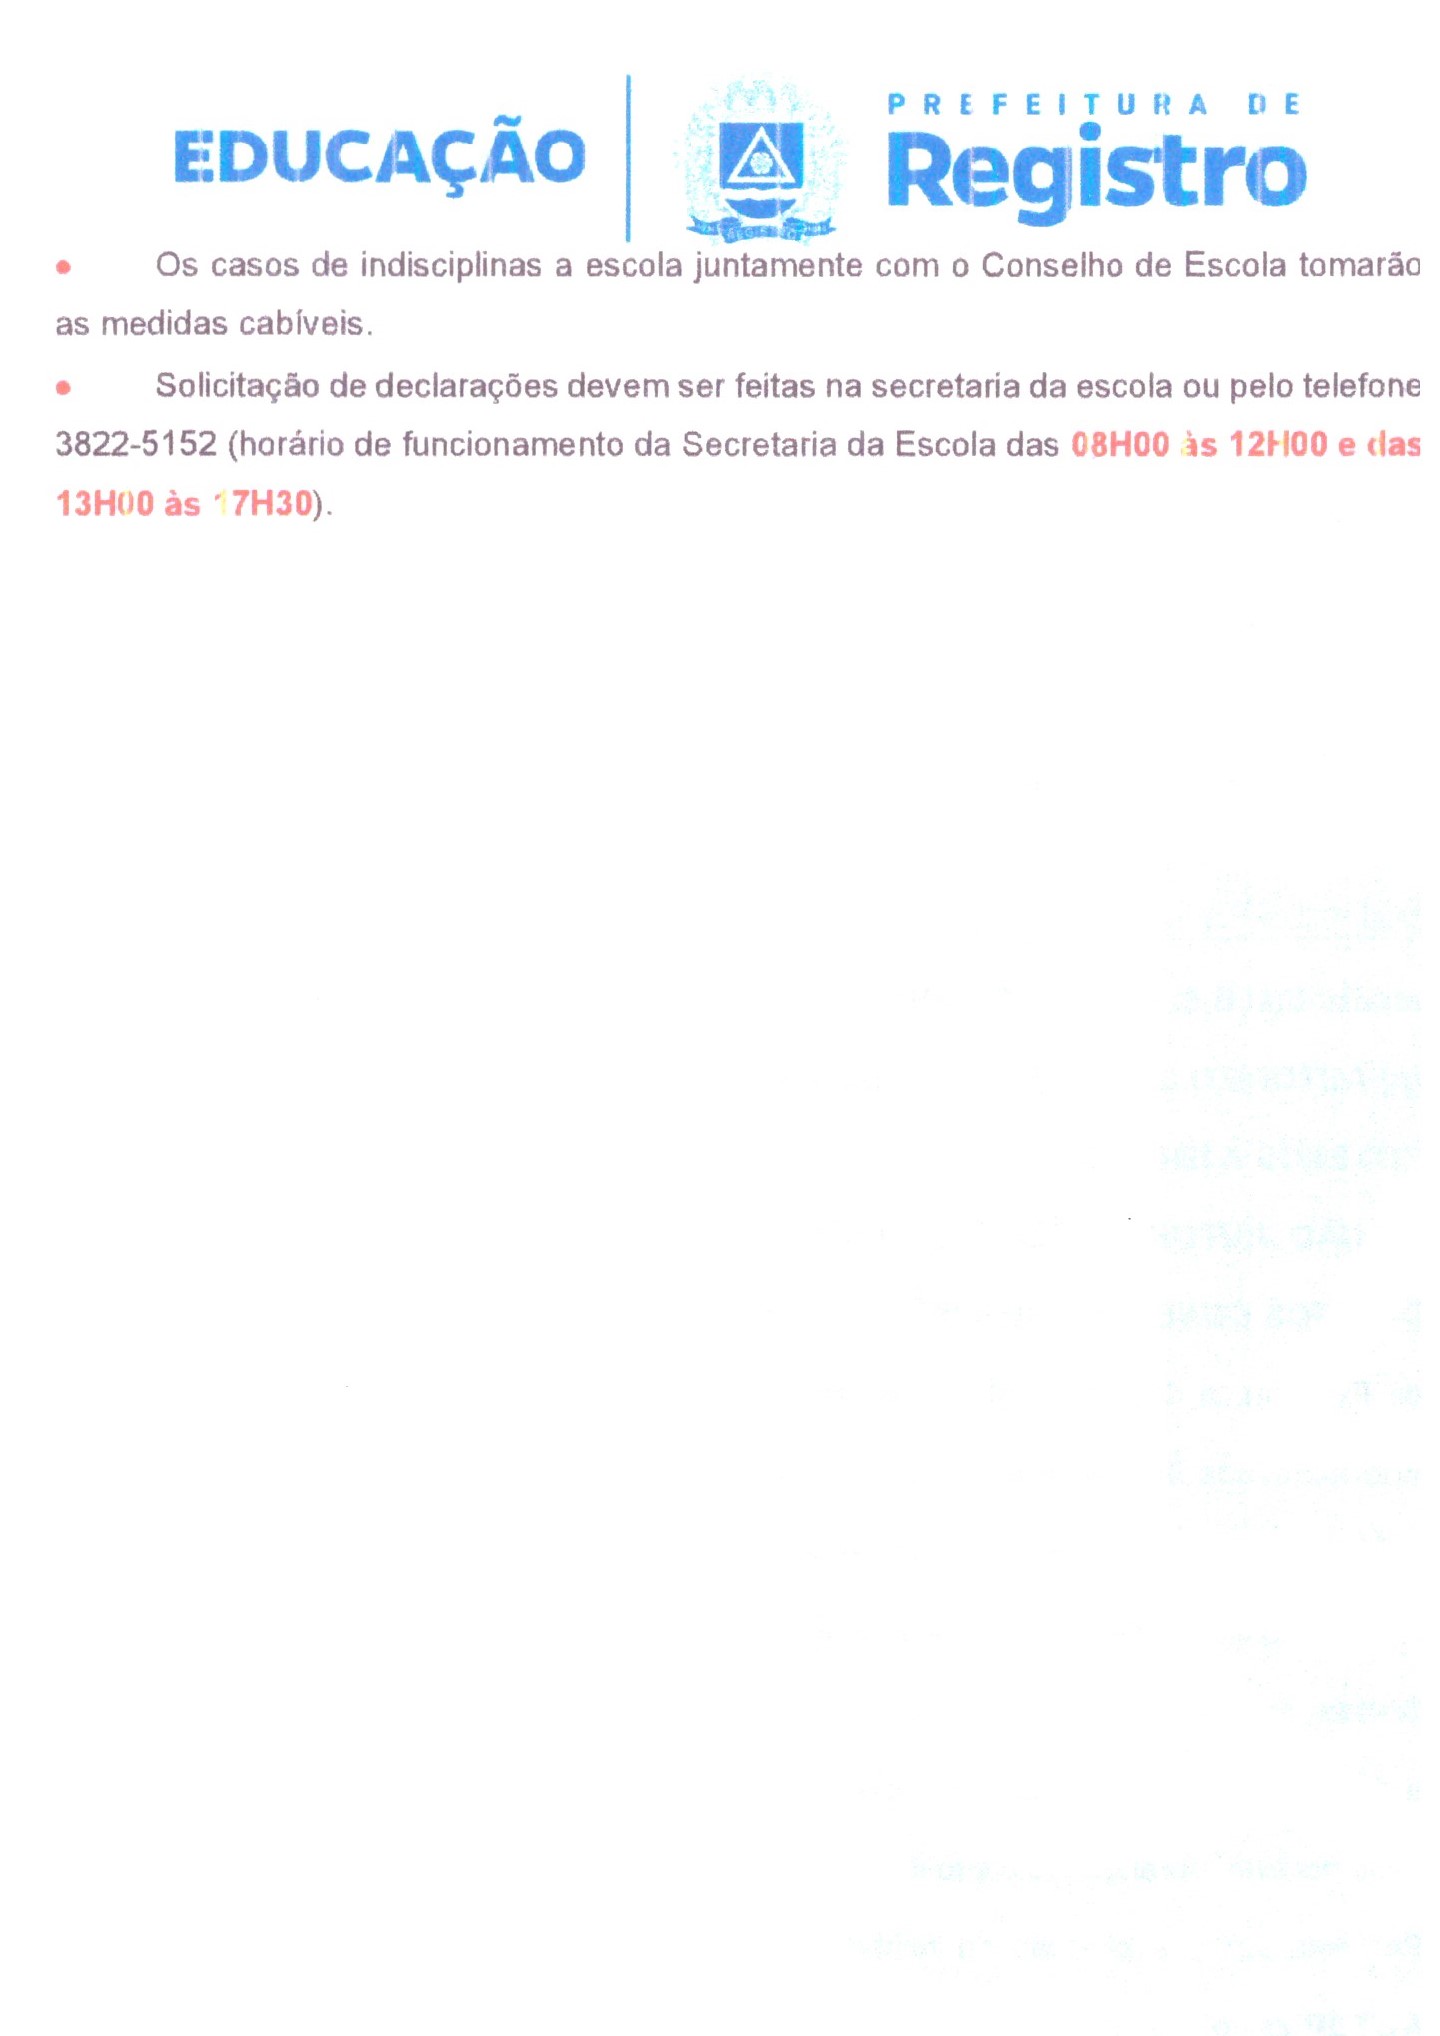 EDUCAÇÃO
PREFEITURA DE
Registro
REGISTRO
• Os casos de indisciplinas a escola juntamente com o Conselho de Escola tomarão
as medidas cabíveis.
• Solicitação de declarações devem ser feitas na secretaria da escola ou pelo telefone
3822-5152 (horário de funcionamento da Secretaria da Escola das 08H00 às 12H00 e das
13H00 às 17H30).